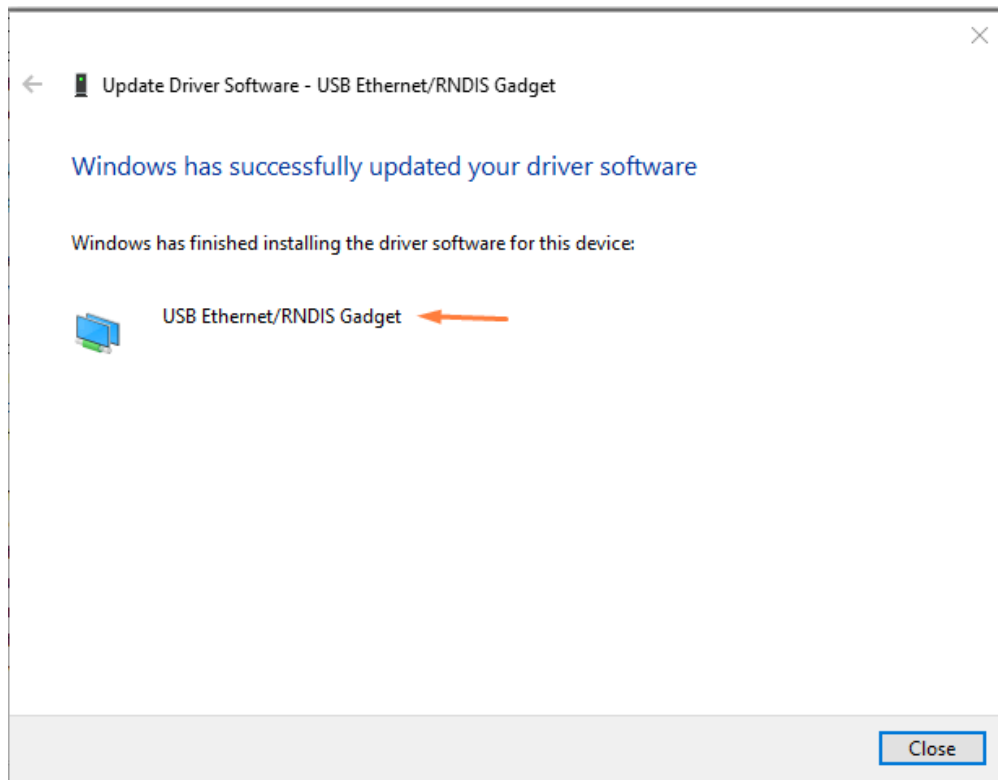 Update Driver Software - USB Ethernet/RNDIS Gadget
Windows has successfully updated your driver software
Windows has finished installing the driver software for this device:
USB Ethernet/RNDIS Gadget
Close